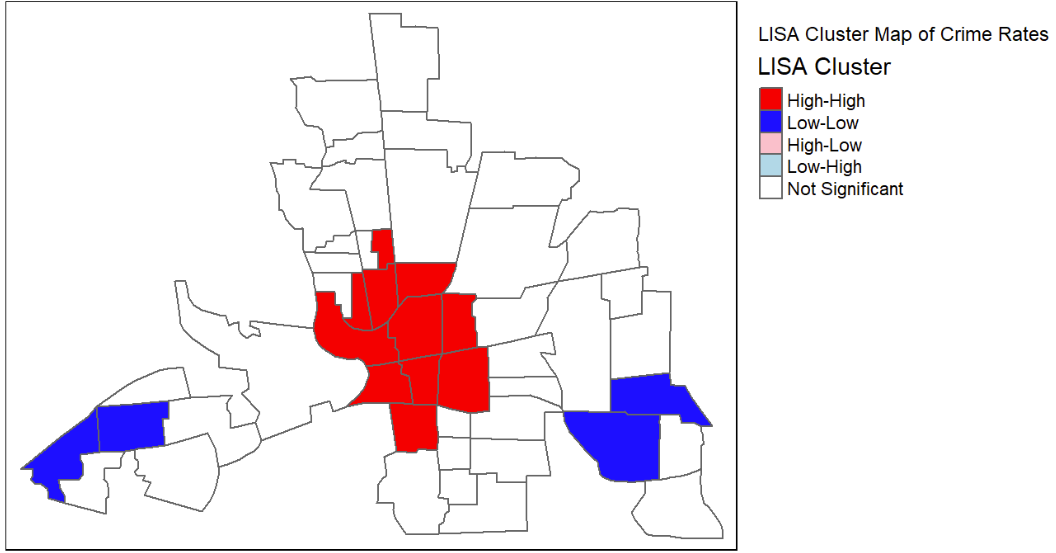 LISA Cluster Map of Crime Rates
LISA Cluster
High-High
Low-Low
High-Low
Low-High
Not Significant